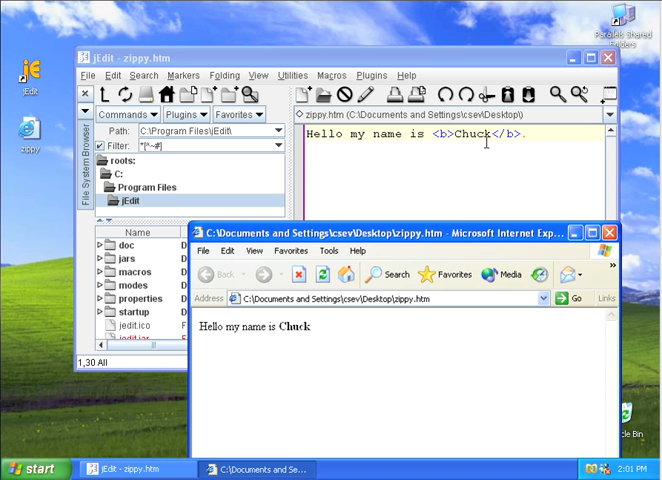 Parallels Shared
Folders
jEdit
zippy
jEdit - zippy.htm
File Edit Search Markers Folding View Utilities Macros Plugins Help
Commands Plugins Favorites
Path: C:\Program Files\jEdit\
Filter: *[^~#]
File System Browser
roots:
C:
Program Files
jEdit
Name
doc D
jars D
macros D
modes D
properties D
startup D
jedit.ico F
jedit.jar
1,30 All
zippy.htm (C:\Documents and Settings\csev\Desktop\)
Hello my name is <b>Chuck</b>.
C:\Documents and Settings\csev\Desktop\zippy.htm - Microsoft Internet Exp...
File Edit View Favorites Tools Help
Back Search Favorites Media
Address C:\Documents and Settings\csev\Desktop\zippy.htm Go Links
Hello my name is Chuck
cle Bin
start jEdit - zippy.htm C:\Documents and Se... 2:01 PM